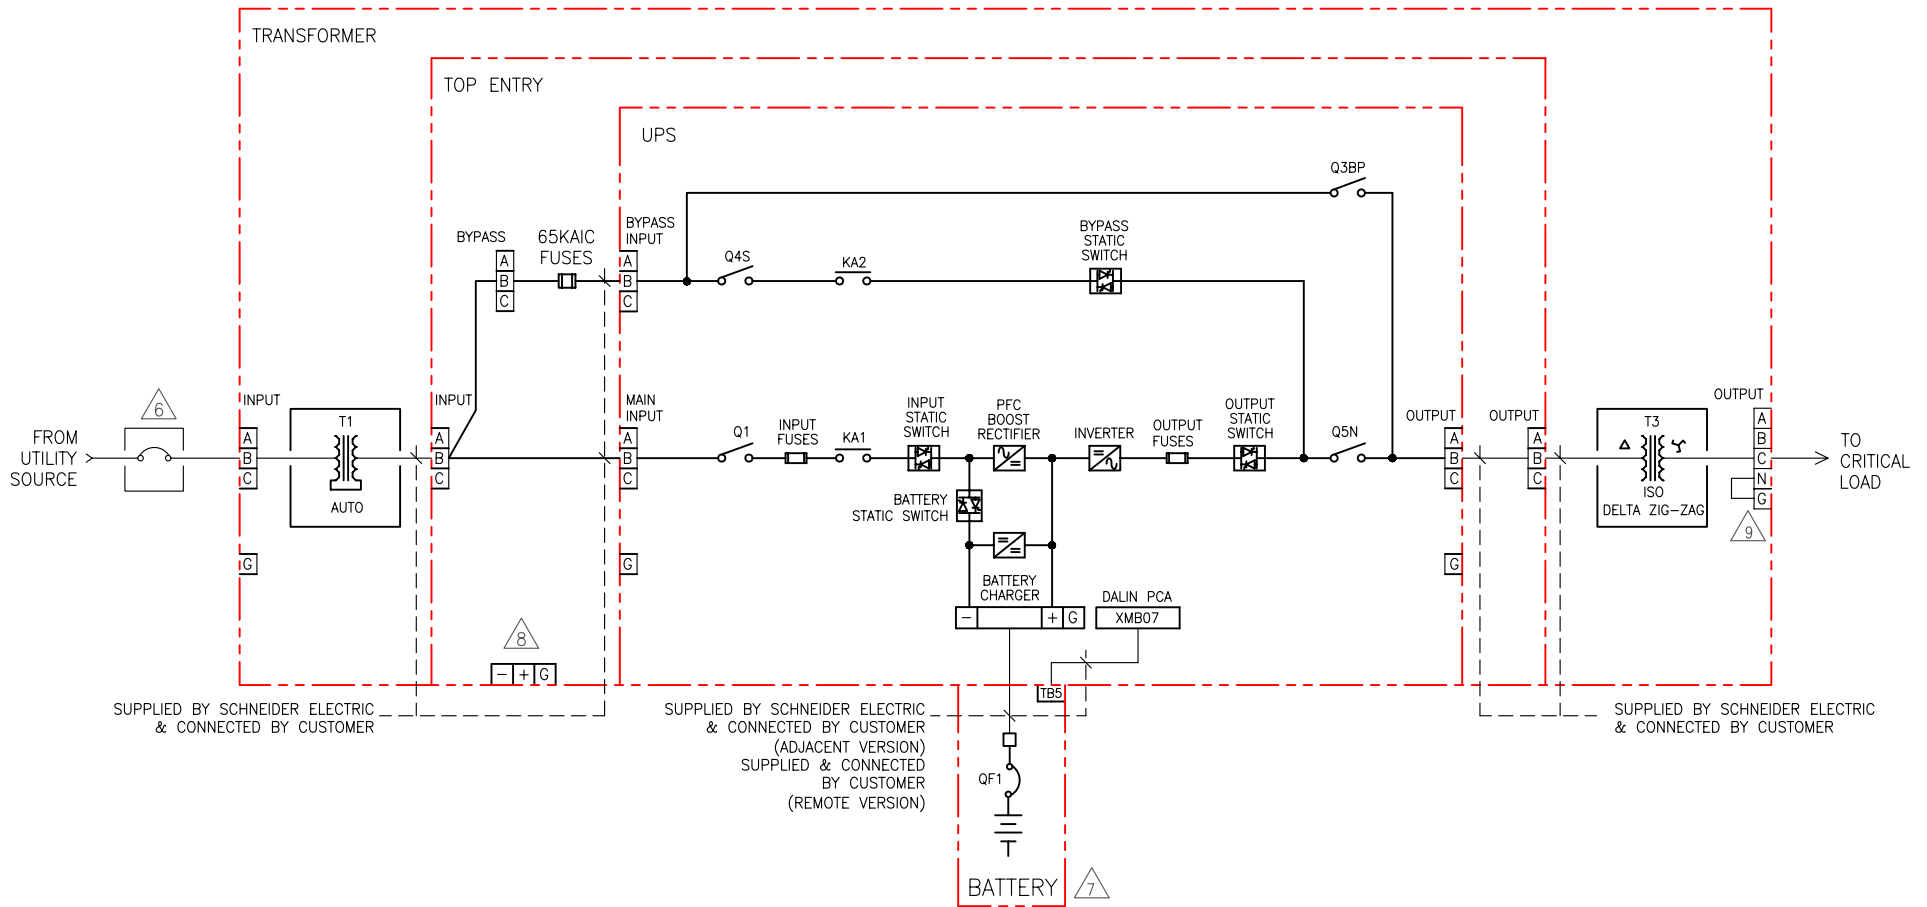 TRANSFORMER
TOP ENTRY
UPS
Q3BP
BYPASS
65KAIC
FUSES
BYPASS
INPUT
A
B
C
A
B
C
Q4S
KA2
BYPASS
STATIC
SWITCH
6
FROM
UTILITY
SOURCE
INPUT
A
B
C
G
T1
AUTO
INPUT
A
B
C
MAIN
INPUT
A
B
C
G
Q1
INPUT
FUSES
KA1
INPUT
STATIC
SWITCH
PFC
BOOST
RECTIFIER
INVERTER
OUTPUT
FUSES
OUTPUT
STATIC
SWITCH
Q5N
OUTPUT
A
B
C
G
OUTPUT
A
B
C
T3
ISO
DELTA ZIG-ZAG
OUTPUT
A
B
C
N
G
9
TO
CRITICAL
LOAD
BATTERY
STATIC SWITCH
BATTERY
CHARGER
- + G
DALIN PCA
XMB07
8
- + G
TB5
SUPPLIED BY SCHNEIDER ELECTRIC
& CONNECTED BY CUSTOMER
SUPPLIED BY SCHNEIDER ELECTRIC
& CONNECTED BY CUSTOMER
(ADJACENT VERSION)
SUPPLIED & CONNECTED
BY CUSTOMER
(REMOTE VERSION)
SUPPLIED BY SCHNEIDER ELECTRIC
& CONNECTED BY CUSTOMER
QF1
BATTERY
7